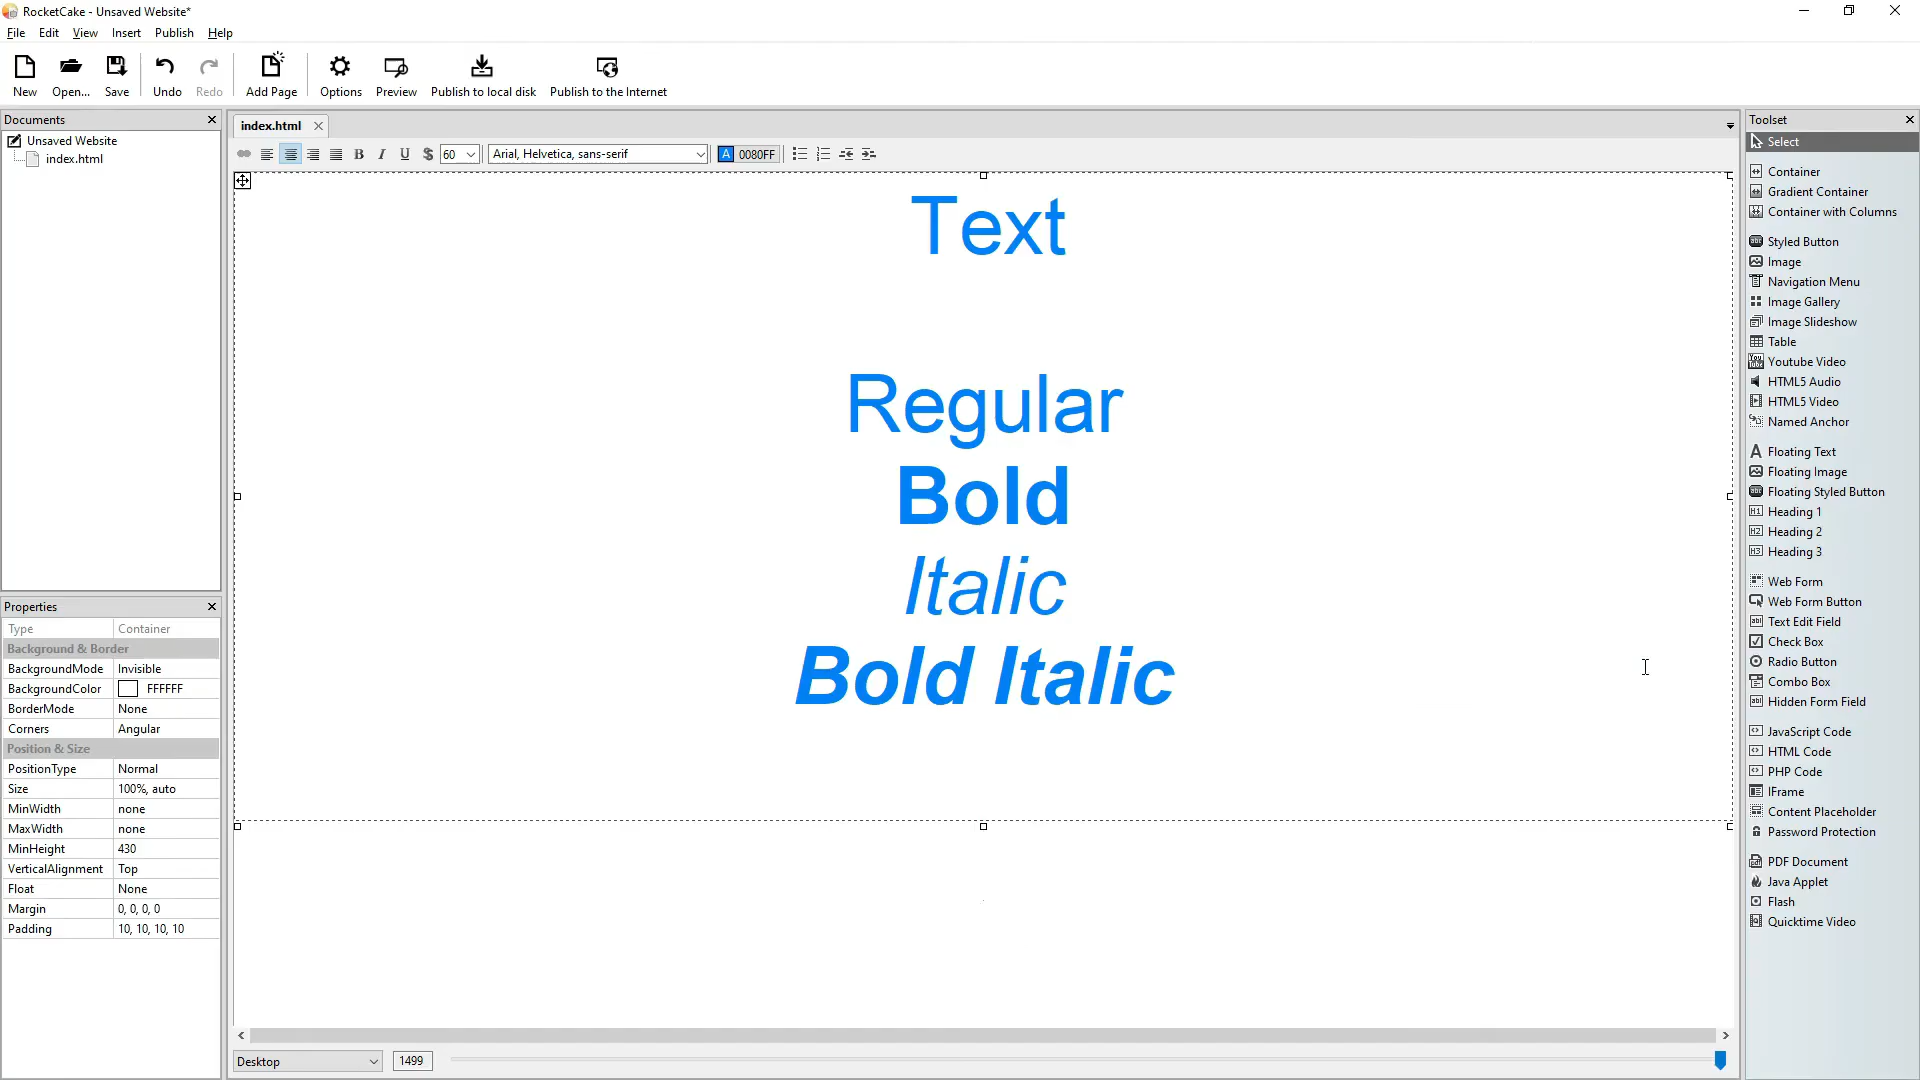 RocketCake - Unsaved Website*
File Edit View Insert Publish Help
New Open... Save Undo Redo Add Page Options Preview Publish to local disk Publish to the Internet
Documents
Unsaved Website
index.html
index.html
B I U $ 60 Arial, Helvetica, sans-serif A 0080FF
Text
Regular
Bold
Italic
Bold Italic
Properties
Type Container
Background & Border
BackgroundMode Invisible
BackgroundColor FFFFFF
BorderMode None
Corners Angular
Position & Size
PositionType Normal
Size 100%, auto
MinWidth none
MaxWidth none
MinHeight 430
VerticalAlignment Top
Float None
Margin 0, 0, 0, 0
Padding 10, 10, 10, 10
Desktop 1499
Toolset
Select
Container
Gradient Container
Container with Columns
Styled Button
Image
Navigation Menu
Image Gallery
Image Slideshow
Table
Youtube Video
HTML5 Audio
HTML5 Video
Named Anchor
Floating Text
Floating Image
Floating Styled Button
H1 Heading 1
H2 Heading 2
H3 Heading 3
Web Form
Web Form Button
Text Edit Field
Check Box
Radio Button
Combo Box
Hidden Form Field
JavaScript Code
HTML Code
PHP Code
IFrame
Content Placeholder
Password Protection
PDF Document
Java Applet
Flash
Quicktime Video